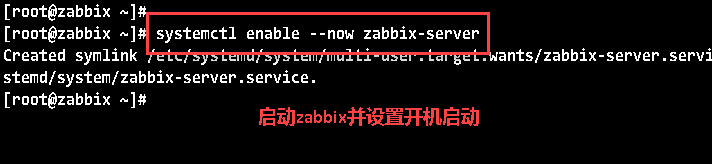 [root@zabbix ~]#
[root@zabbix ~]# systemctl enable --now zabbix-server
Created symlink /etc/systemd/system/multi-user.target.wants/zabbix-server.servi
stemd/system/zabbix-server.service.
[root@zabbix ~]#
启动zabbix并设置开机启动